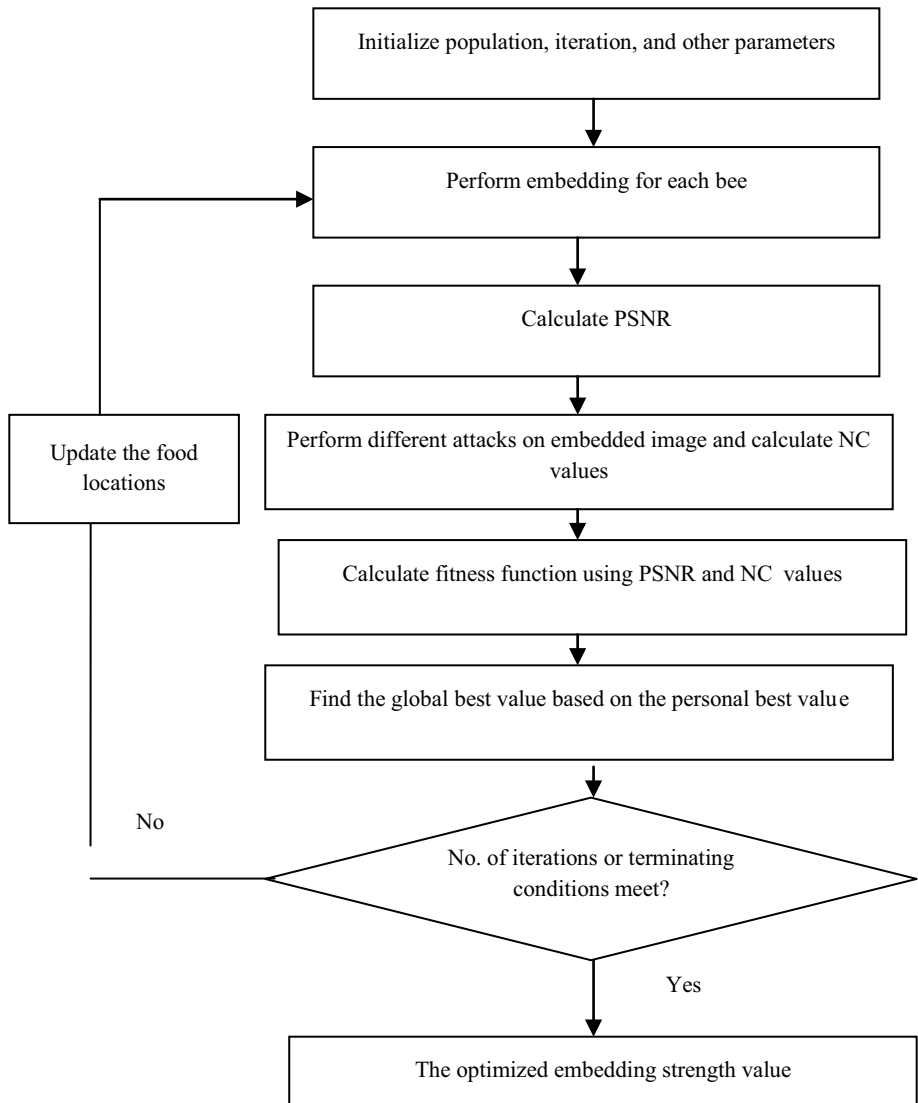 Initialize population, iteration, and other parameters
Perform embedding for each bee
Calculate PSNR
Update the food
locations
Perform different attacks on embedded image and calculate NC
values
Calculate fitness function using PSNR and NC values
Find the global best value based on the personal best value
No
No. of iterations or terminating
conditions meet?
Yes
The optimized embedding strength value